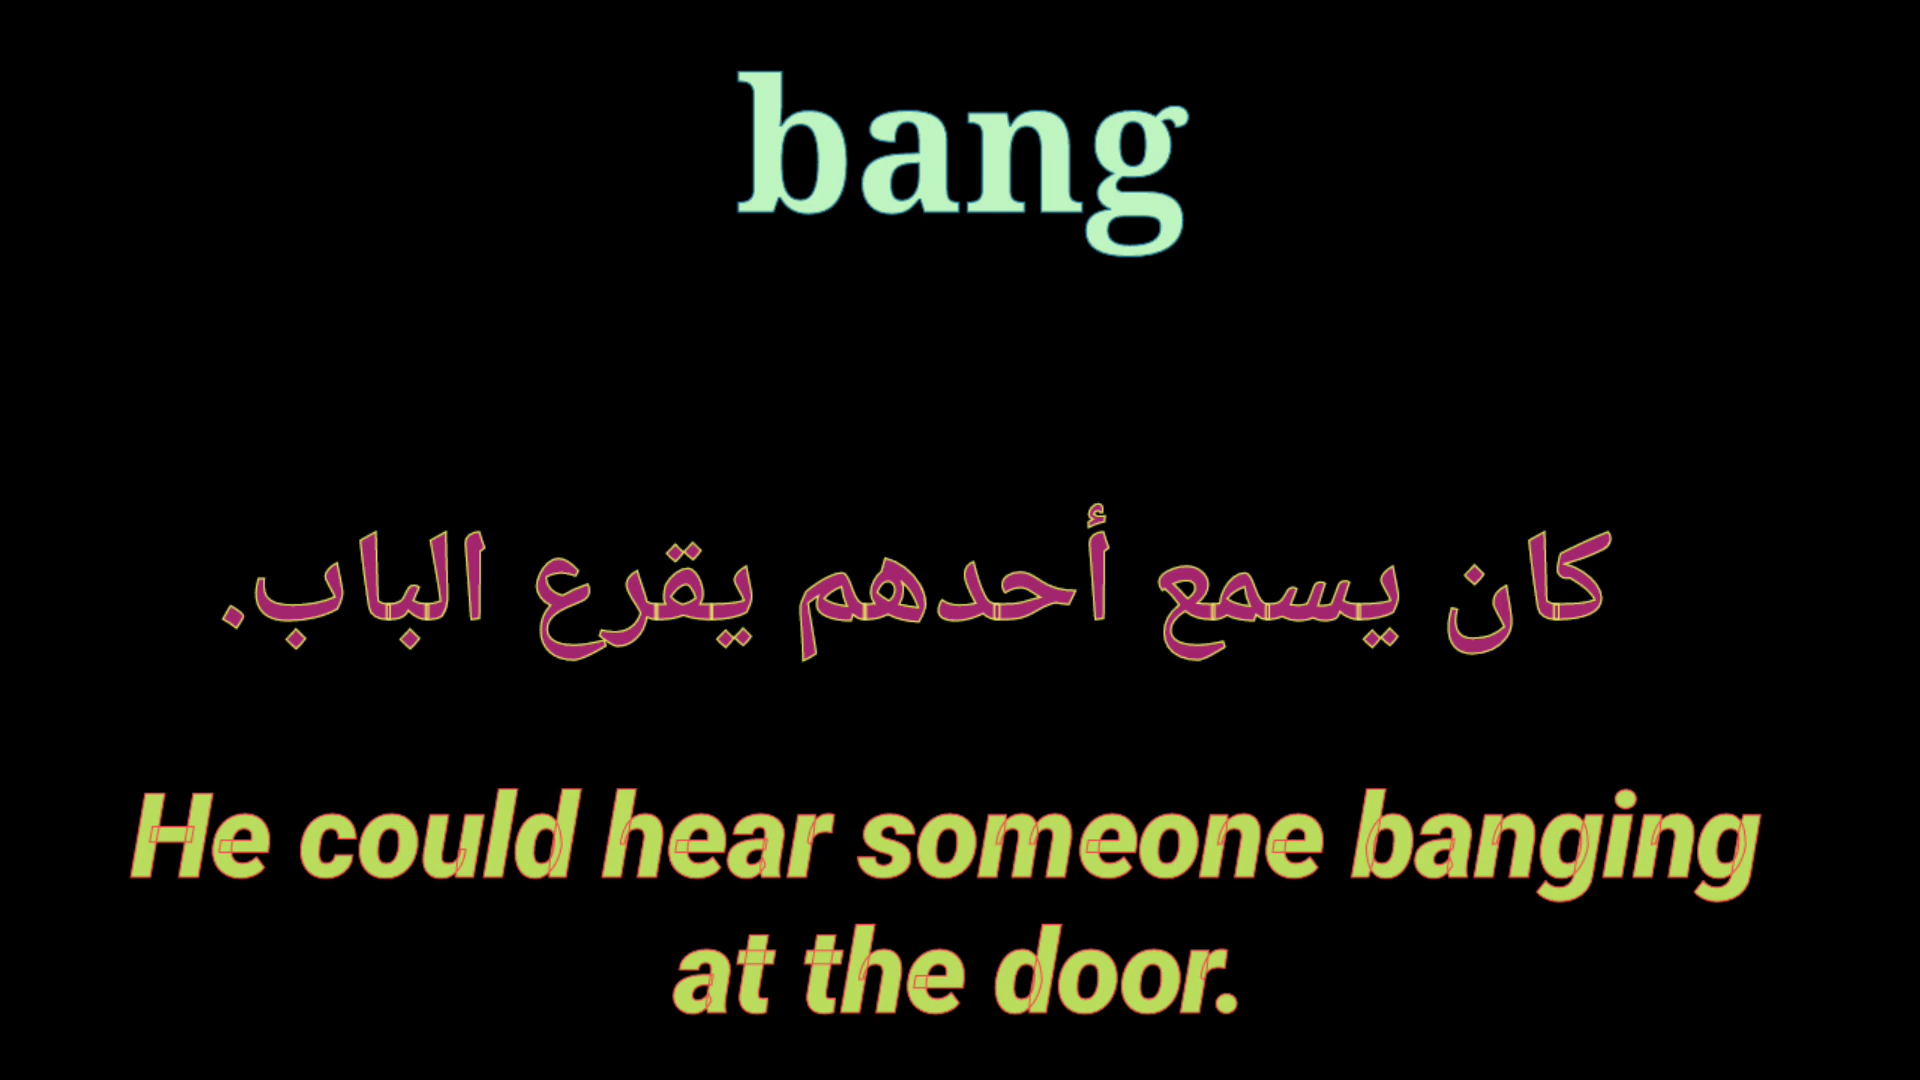 bang
كان يسمع أحدهم يقرع الباب.
He could hear someone banging
at the door.